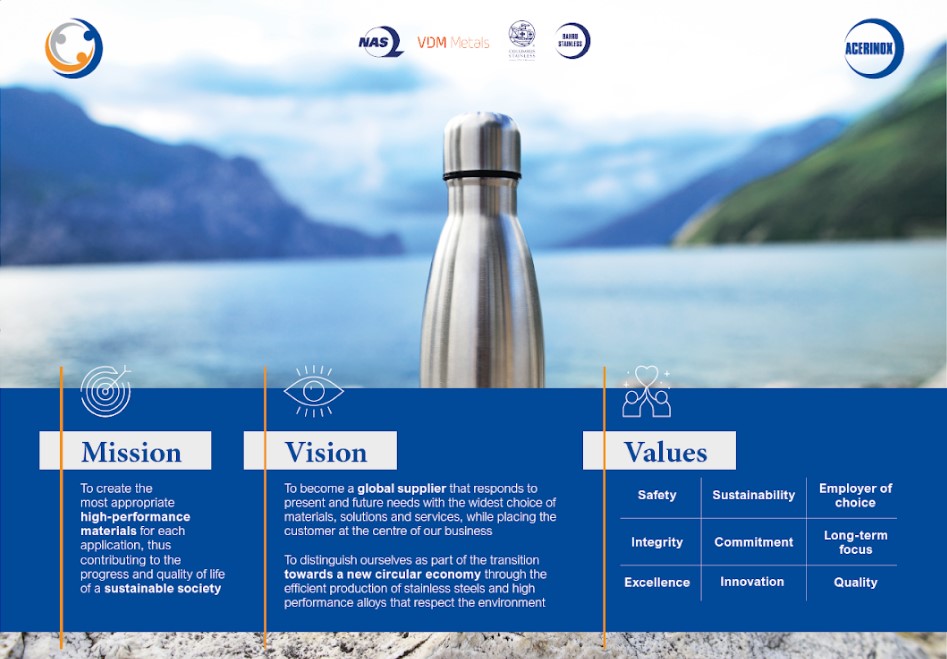 NAS
VDM Metals
COLUMBUS
STAINLESS
BAHRU
STAINLESS
ACERINOX
Mission
To create the
most appropriate
high-performance
materials for each
application, thus
contributing to the
progress and quality of life
of a sustainable society
Vision
To become a global supplier that responds to
present and future needs with the widest choice of
materials, solutions and services, while placing the
customer at the centre of our business
To distinguish ourselves as part of the transition
towards a new circular economy through the
efficient production of stainless steels and high
performance alloys that respect the environment
Values
Safety
Sustainability
Employer of
choice
Integrity
Commitment
Long-term
focus
Excellence
Innovation
Quality